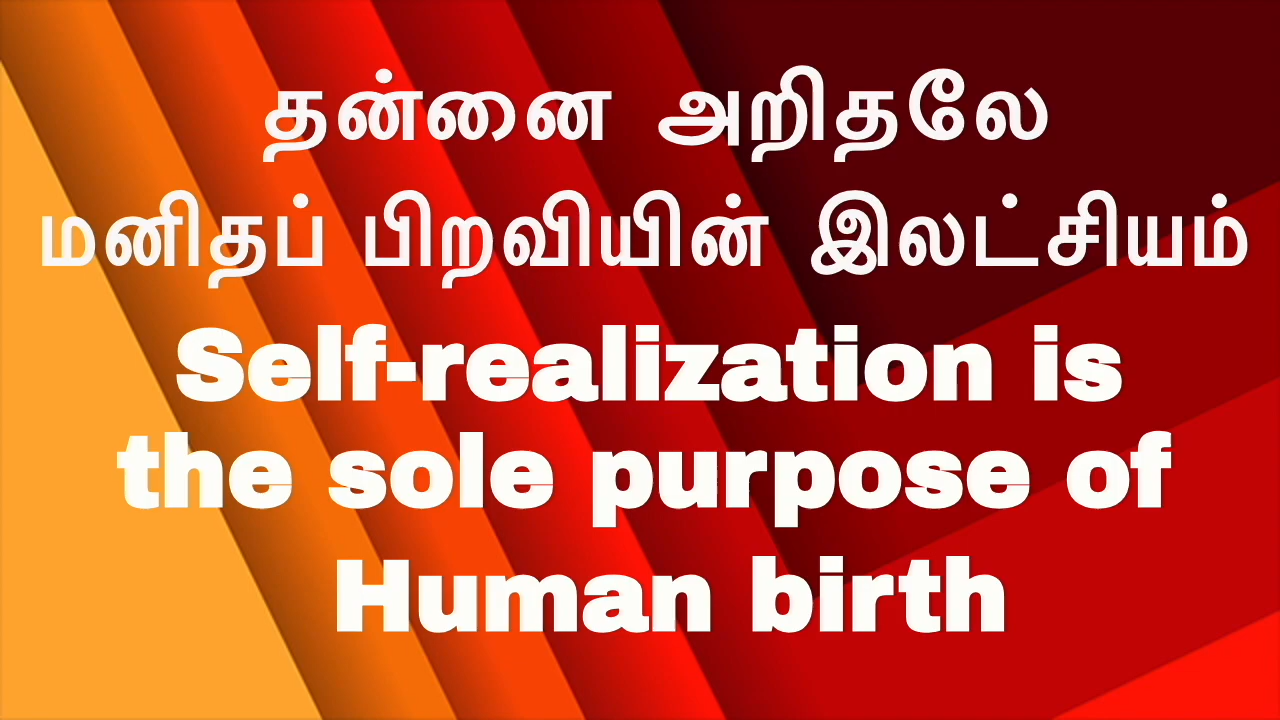 தன்னை அறிதலே
மனிதப் பிறவியின் இலட்சியம்
Self-realization is
the sole purpose of
Human birth